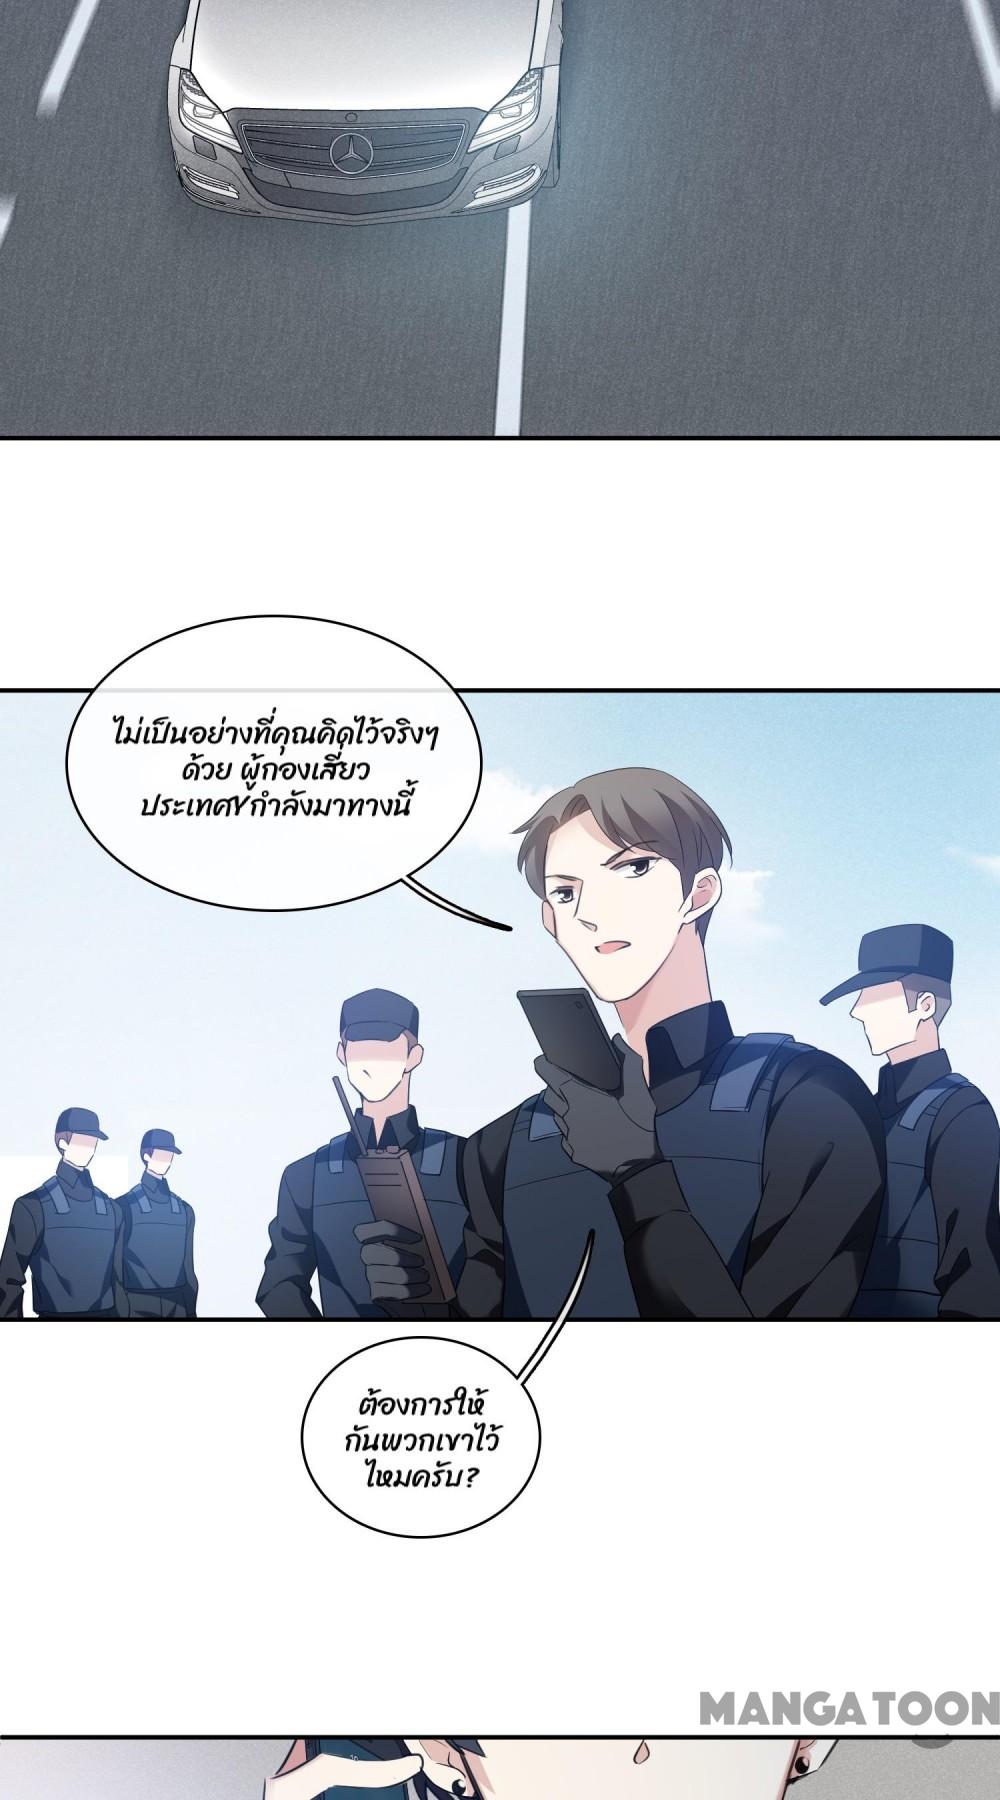 ไม่เป็นอย่างที่คุณคิดไว้จริงๆ
ด้วย ผู้กองเสี่ยว
ประเทศYกำลังมาทางนี้
ต้องการให้
กันพวกเขาไว้
ไหมครับ?
MANGATOON